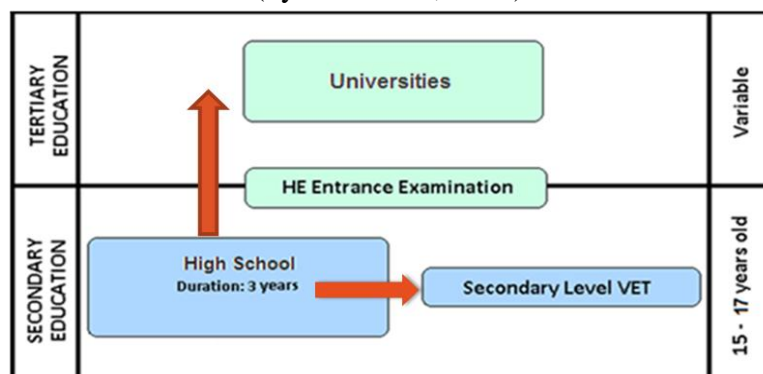 TERTIARY
EDUCATION
Universities
Variable
HE Entrance Examination
SECONDARY
EDUCATION
High School
Duration: 3 years
Secondary Level VET
15 - 17 years old